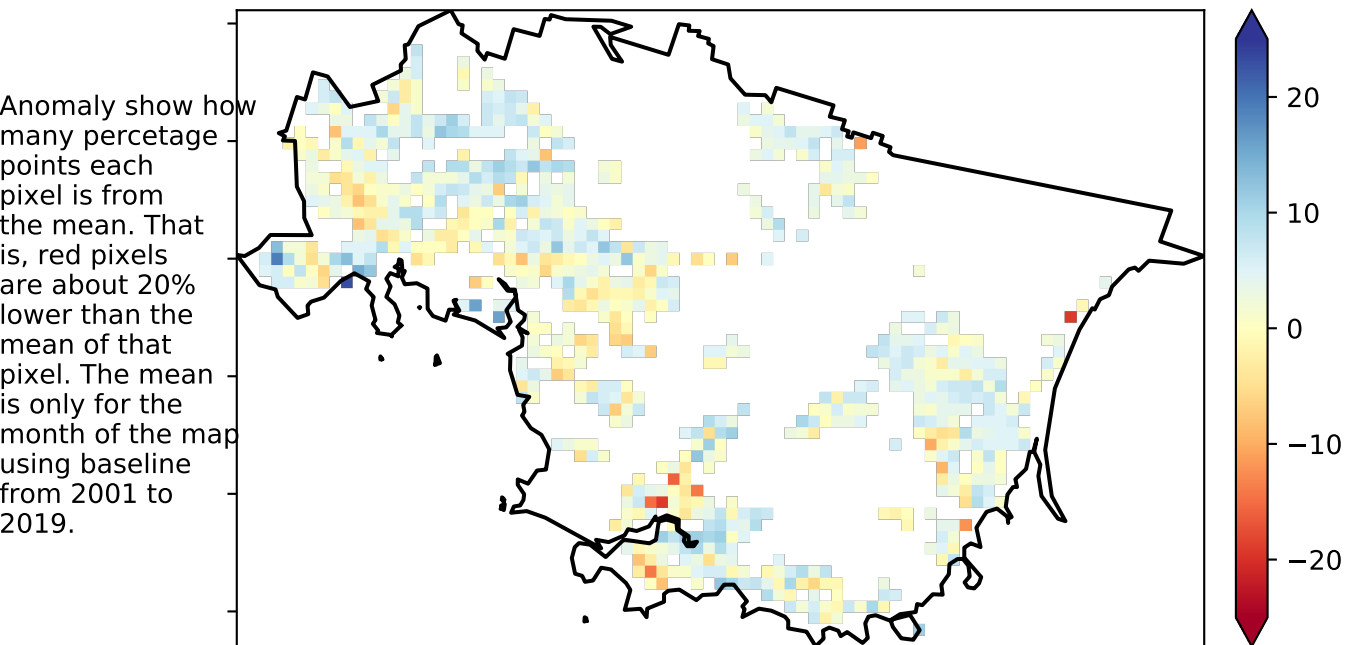 Anomaly show how
many percetage
points each
pixel is from
the mean. That
is, red pixels
are about 20%
lower than the
mean of that
pixel. The mean
is only for the
month of the map
using baseline
from 2001 to
2019.
20
10
0
−10
−20